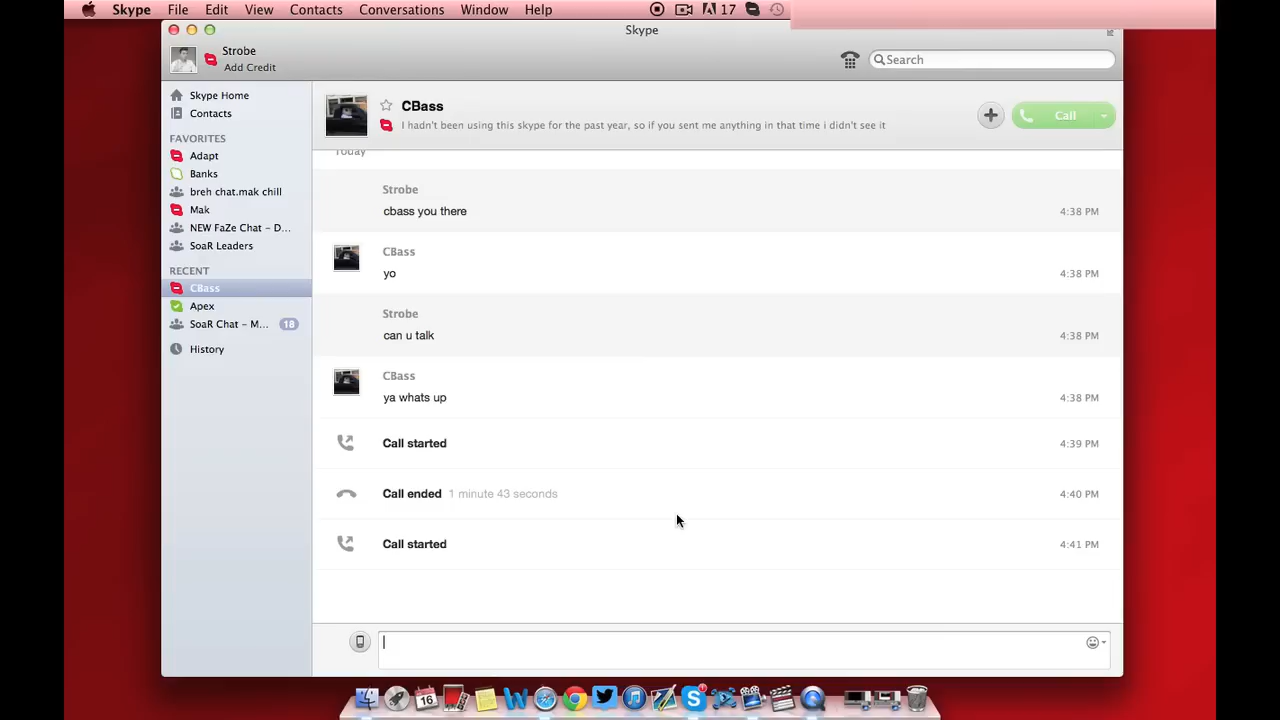 Skype File Edit View Contacts Conversations Window Help 17
Skype
Strobe
Add Credit
Search
Skype Home
Contacts
FAVORITES
Adapt
Banks
breh chat.mak chill
Mak
NEW FaZe Chat – D...
SoaR Leaders
RECENT
CBass
Apex
SoaR Chat – M... 18
History
CBass
I hadn't been using this skype for the past year, so if you sent me anything in that time i didn't see it
Call
Today
Strobe
cbass you there 4:38 PM
CBass
yo 4:38 PM
Strobe
can u talk 4:38 PM
CBass
ya whats up 4:38 PM
Call started 4:39 PM
Call ended 1 minute 43 seconds 4:40 PM
Call started 4:41 PM
16